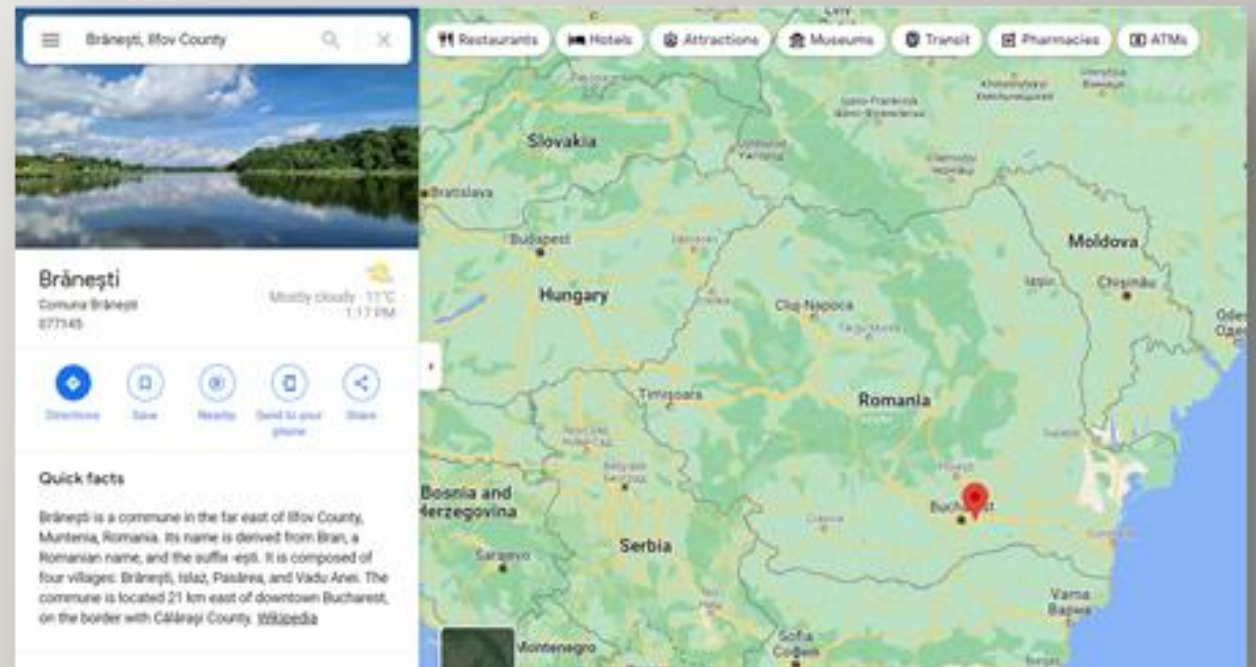 Brănești, Ilfov County
Restaurants
Hotels
Attractions
Museums
Transit
Pharmacies
ATMs
Brănești
Comuna Brănești
077145
Mostly cloudy · 11°C
1:17 PM
Directions
Save
Nearby
Send to your
phone
Share
Quick facts
Brănești is a commune in the far east of Ilfov County,
Muntenia, Romania. Its name is derived from Bran, a
Romanian name, and the suffix -ești. It is composed of
four villages: Brănești, Islaz, Pasărea, and Vadu Anei. The
commune is located 21 km east of downtown Bucharest,
on the border with Călărași County. Wikipedia
Slovakia
Bratislava
Budapest
Hungary
Moldova
Iași
Chișinău
Cluj-Napoca
Timișoara
Romania
Bosnia and
Herzegovina
Bucharest
Craiova
Serbia
Sarajevo
Varna
Варна
Montenegro
Sofia
София